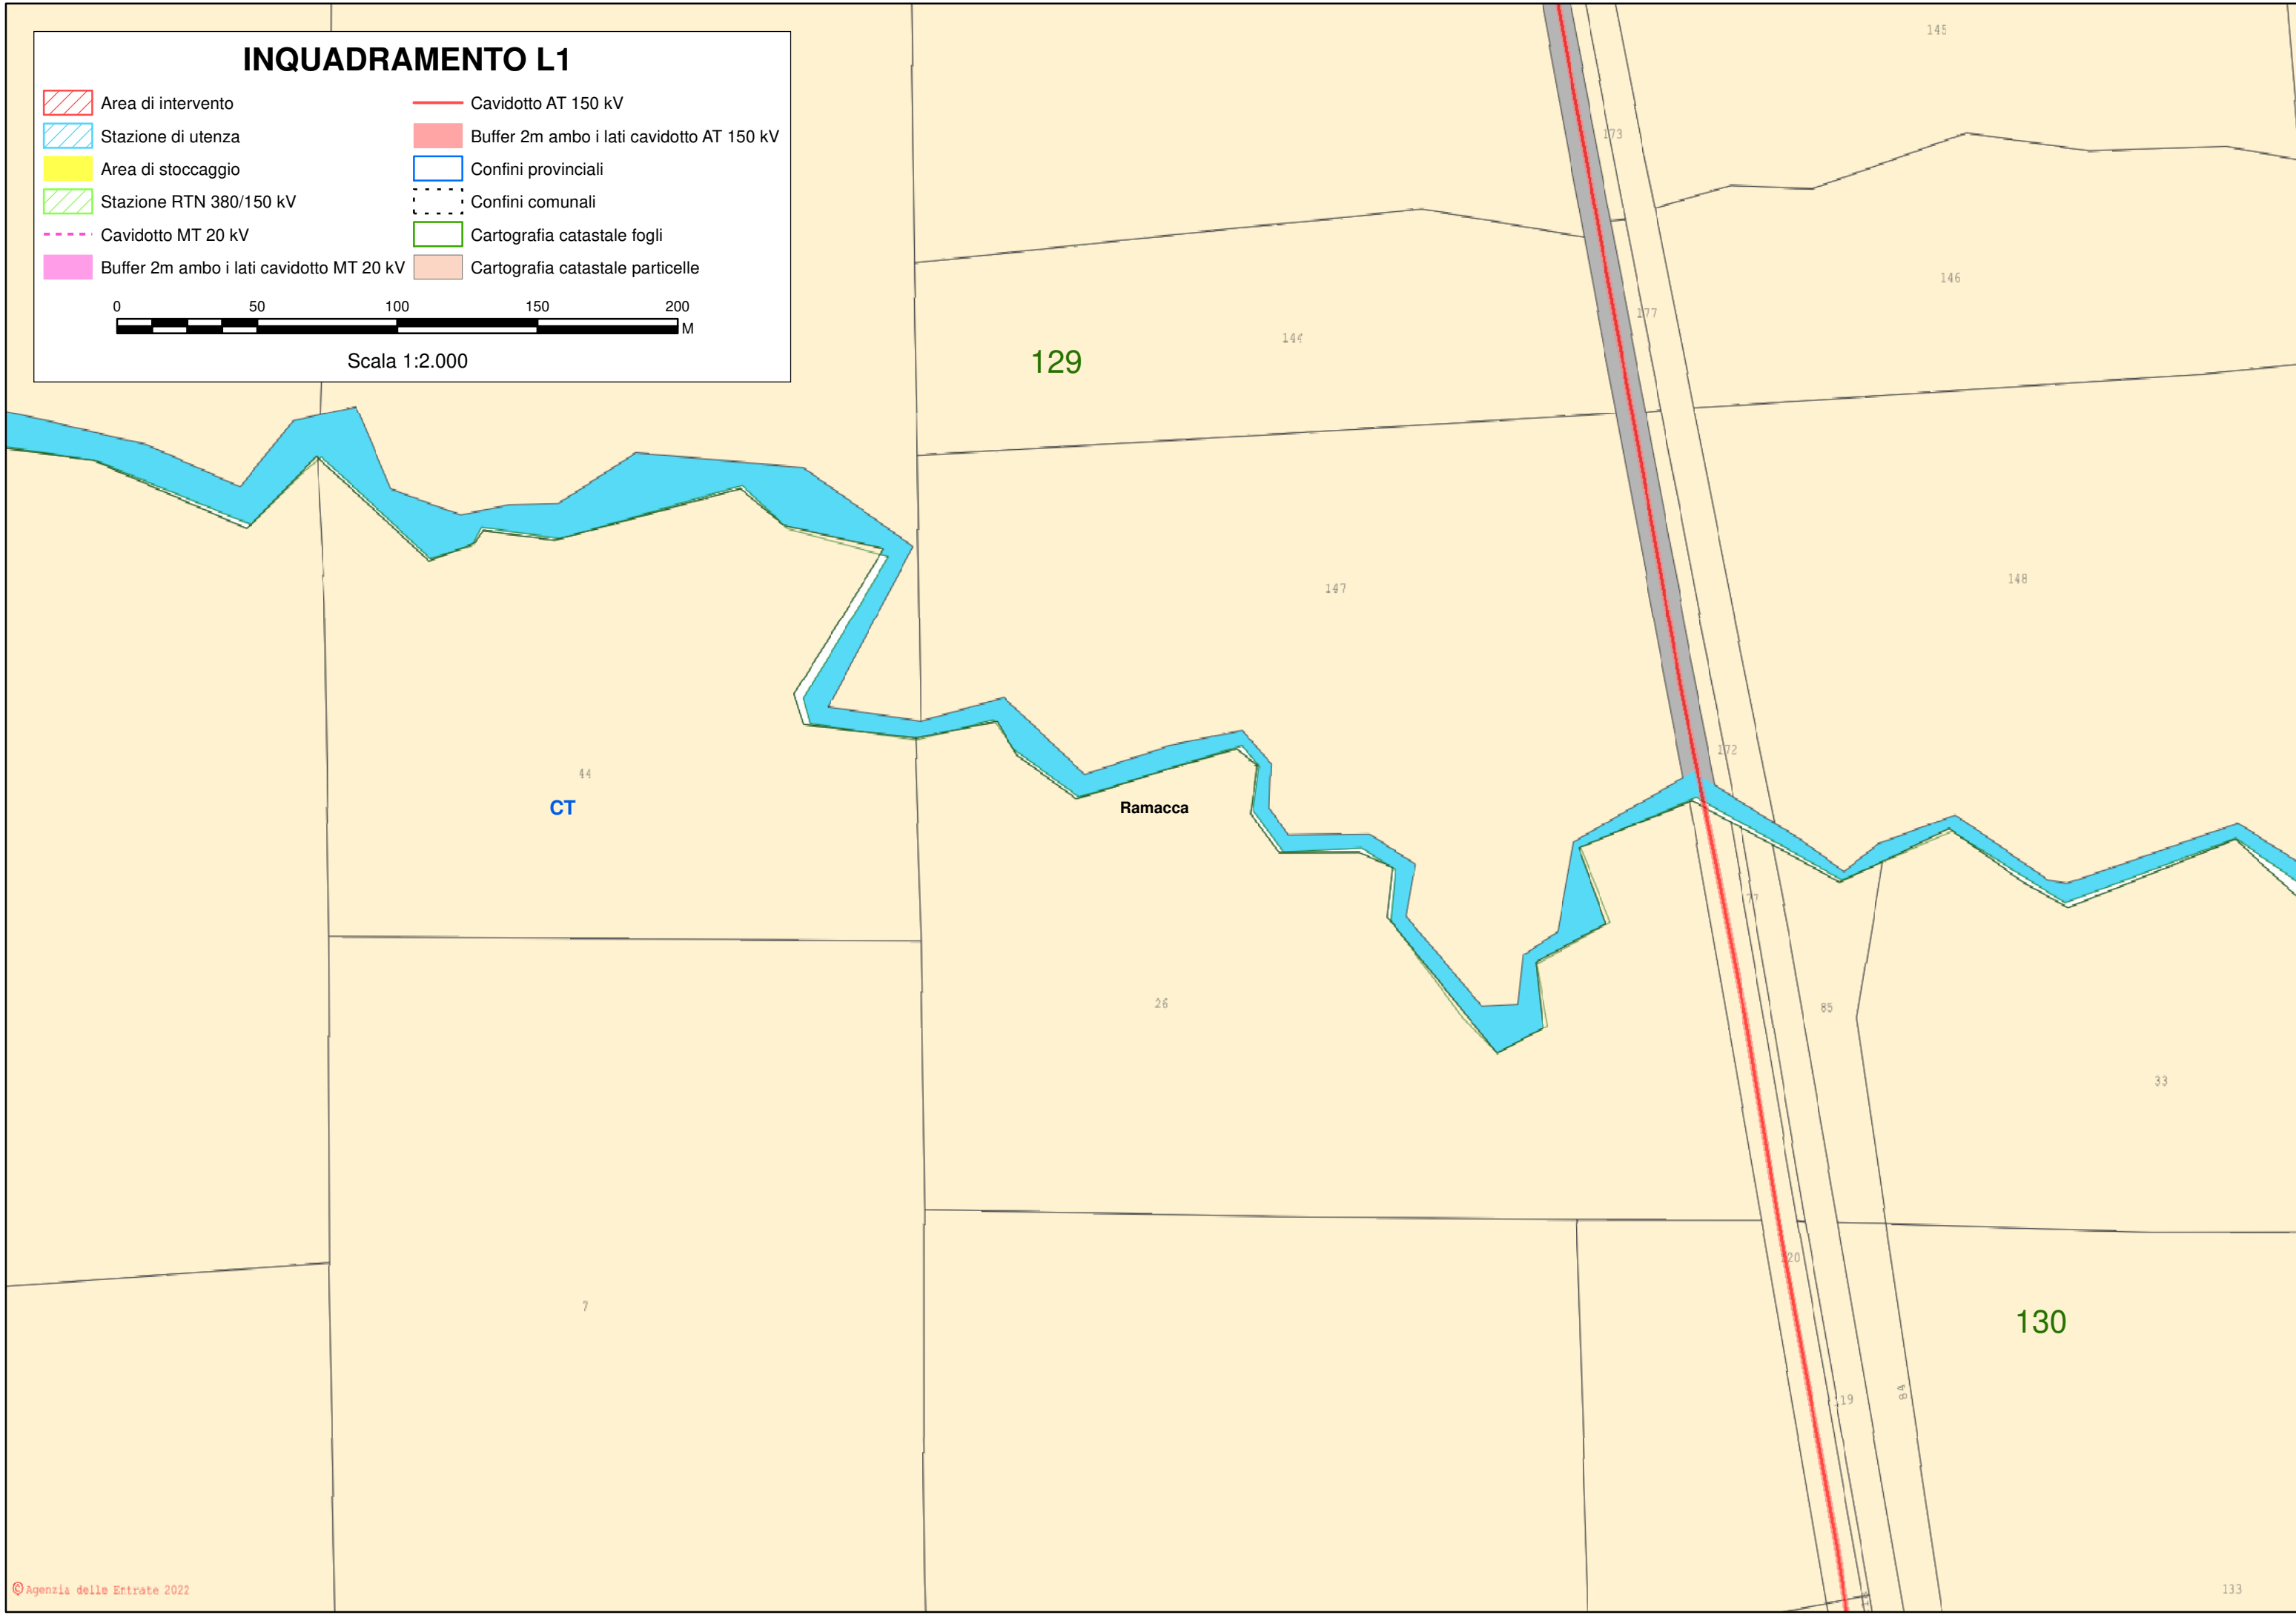 INQUADRAMENTO L1
Area di intervento
Stazione di utenza
Area di stoccaggio
Stazione RTN 380/150 kV
Cavidotto MT 20 kV
Buffer 2m ambo i lati cavidotto MT 20 kV
Cavidotto AT 150 kV
Buffer 2m ambo i lati cavidotto AT 150 kV
Confini provinciali
Confini comunali
Cartografia catastale fogli
Cartografia catastale particelle
0 50 100 150 200
M
Scala 1:2.000
145
173
146
177
144
129
147
148
172
44
CT
Ramacca
77
26
85
33
120
7
130
119
84
133
© Agenzia delle Entrate 2022